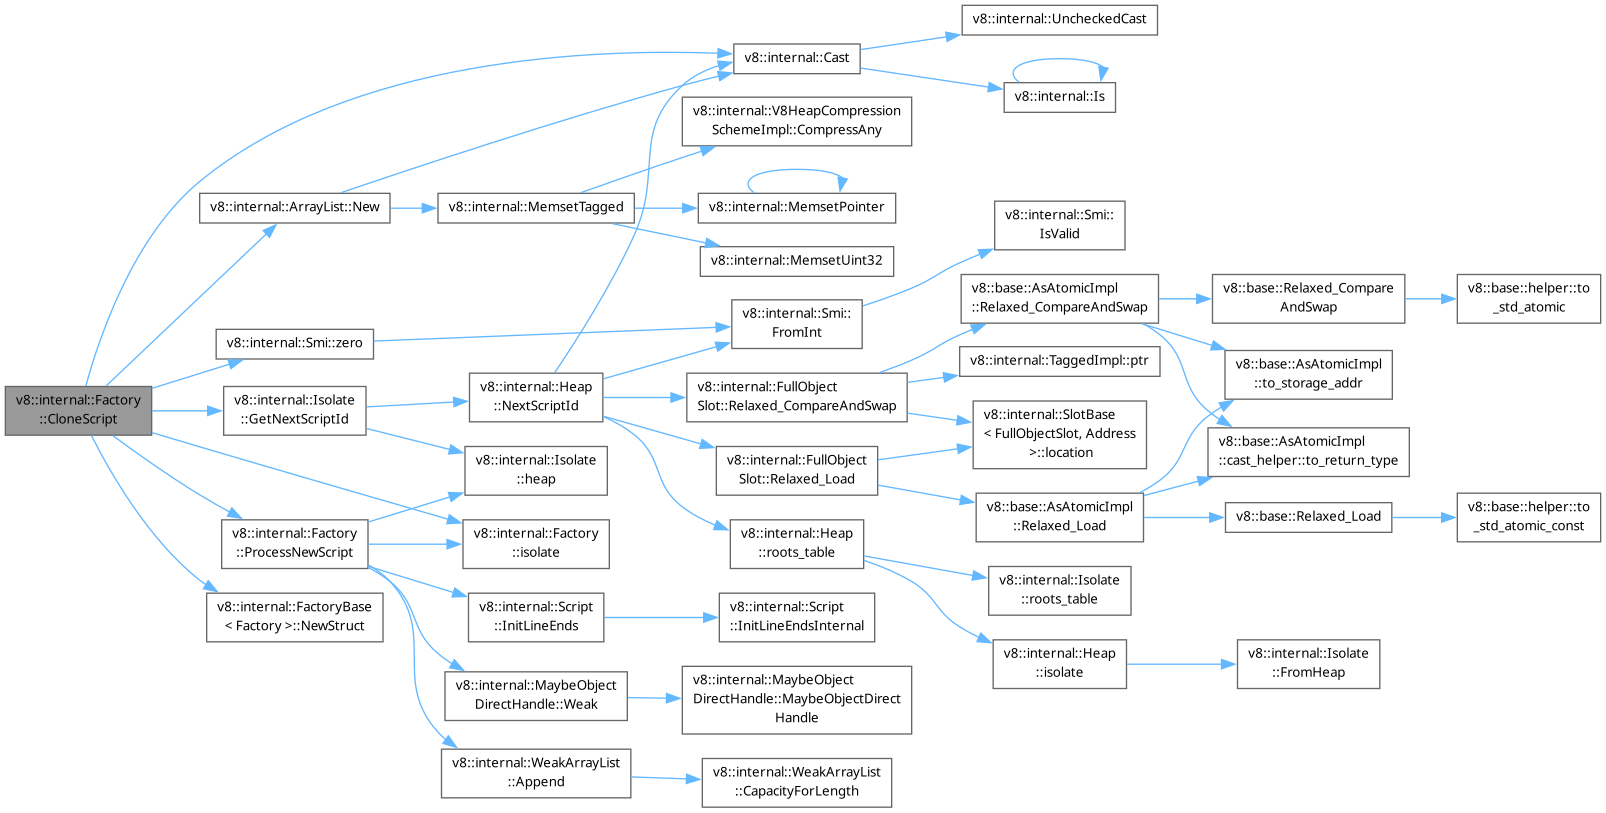 v8::internal::Factory
::CloneScript
v8::internal::ArrayList::New
v8::internal::Smi::zero
v8::internal::Isolate
::GetNextScriptId
v8::internal::Factory
::ProcessNewScript
v8::internal::FactoryBase
< Factory >::NewStruct
v8::internal::MemsetTagged
v8::internal::Heap
::NextScriptId
v8::internal::Isolate
::heap
v8::internal::Factory
::isolate
v8::internal::Script
::InitLineEnds
v8::internal::MaybeObject
DirectHandle::Weak
v8::internal::WeakArrayList
::Append
v8::internal::Cast
v8::internal::V8HeapCompression
SchemeImpl::CompressAny
v8::internal::MemsetPointer
v8::internal::MemsetUint32
v8::internal::Smi::
FromInt
v8::internal::FullObject
Slot::Relaxed_CompareAndSwap
v8::internal::FullObject
Slot::Relaxed_Load
v8::internal::Heap
::roots_table
v8::internal::Script
::InitLineEndsInternal
v8::internal::MaybeObject
DirectHandle::MaybeObjectDirect
Handle
v8::internal::WeakArrayList
::CapacityForLength
v8::internal::UncheckedCast
v8::internal::Is
v8::internal::Smi::
IsValid
v8::base::AsAtomicImpl
::Relaxed_CompareAndSwap
v8::internal::TaggedImpl::ptr
v8::internal::SlotBase
< FullObjectSlot, Address
>::location
v8::base::AsAtomicImpl
::Relaxed_Load
v8::internal::Isolate
::roots_table
v8::internal::Heap
::isolate
v8::base::Relaxed_Compare
AndSwap
v8::base::AsAtomicImpl
::to_storage_addr
v8::base::AsAtomicImpl
::cast_helper::to_return_type
v8::base::Relaxed_Load
v8::internal::Isolate
::FromHeap
v8::base::helper::to
_std_atomic
v8::base::helper::to
_std_atomic_const